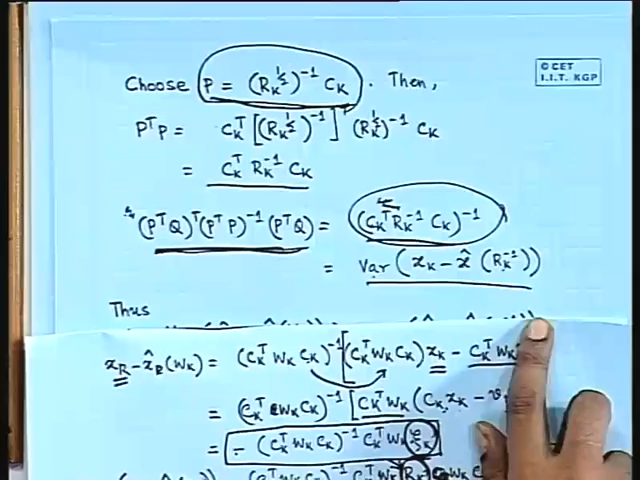 © CET
I.I.T. KGP
Choose P = (R_K^{1/2})^{-1} C_K . Then,
P^T P = C_K^T [(R_K^{1/2})^{-1}]^T (R_K^{1/2})^{-1} C_K
= C_K^T R_K^{-1} C_K
(P^T Q)^T (P^T P)^{-1} (P^T Q) = (C_K^T R_K^{-1} C_K)^{-1}
= Var (x_K - x̂ (R_K^{-1}))
Thus
x_R - x̂_R(W_K) = (C_K^T W_K C_K)^{-1} [(C_K^T W_K C_K) x_K - C_K^T W_K
= (C_K^T W_K C_K)^{-1} [C_K^T W_K (C_K x_K - v
= - (C_K^T W_K C_K)^{-1} C_K^T W_K